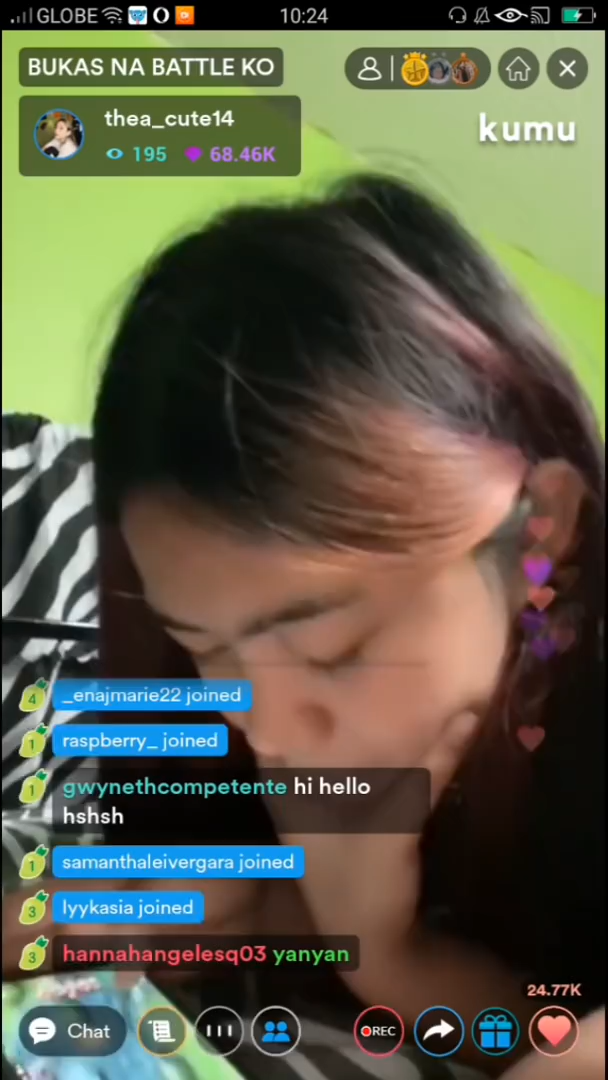 GLOBE
10:24
BUKAS NA BATTLE KO
thea_cute14
195 68.46K
kumu
4 _enajmarie22 joined
1 raspberry_ joined
1 gwynethcompetente hi hello
hshsh
1 samanthaleivergara joined
3 lyykasia joined
3 hannahangelesq03 yanyan
24.77K
Chat
REC